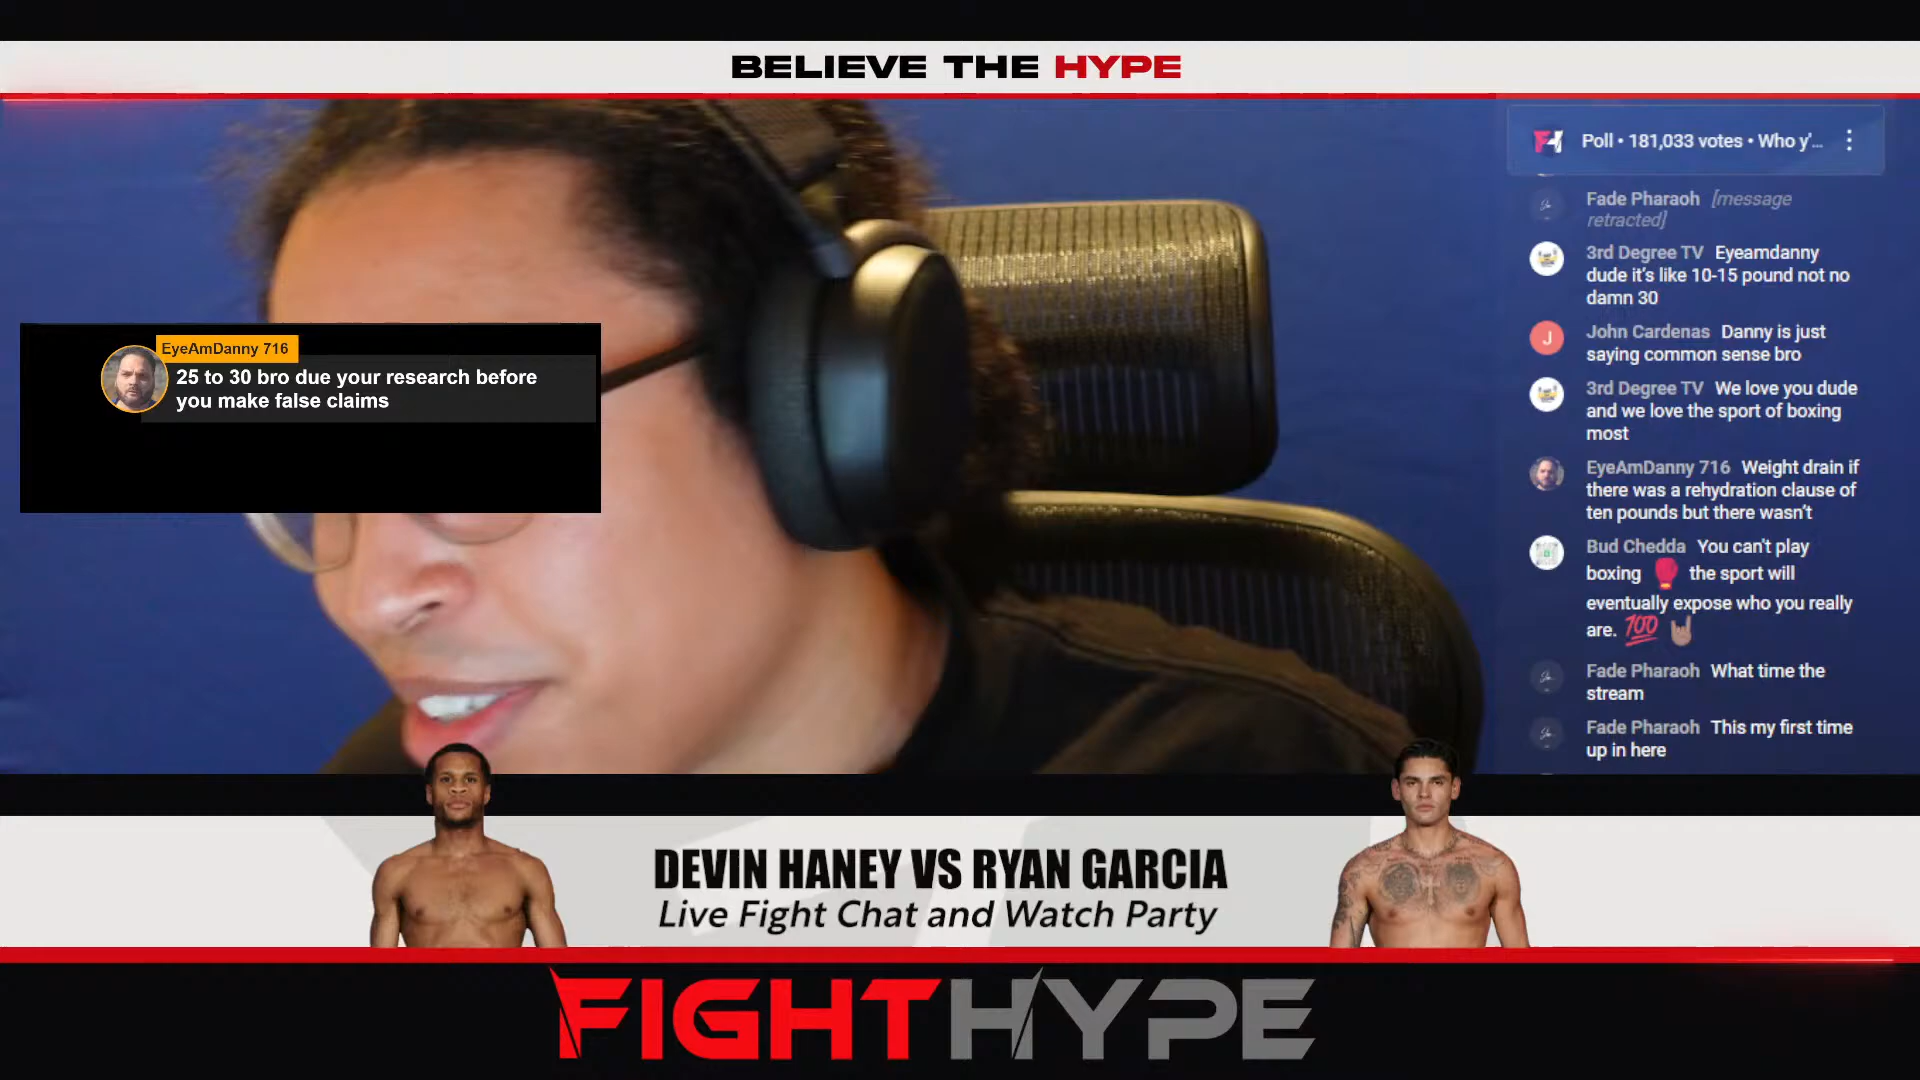 BELIEVE THE HYPE
Poll • 181,033 votes • Who y'...
Fade Pharaoh [message
retracted]
3rd Degree TV Eyeamdanny
dude it's like 10-15 pound not no
damn 30
J
John Cardenas Danny is just
saying common sense bro
3rd Degree TV We love you dude
and we love the sport of boxing
most
EyeAmDanny 716 Weight drain if
there was a rehydration clause of
ten pounds but there wasn't
Bud Chedda You can't play
boxing 🥊 the sport will
eventually expose who you really
are. 💯 🤘🏽
Fade Pharaoh What time the
stream
Fade Pharaoh This my first time
up in here
EyeAmDanny 716
25 to 30 bro due your research before
you make false claims
DEVIN HANEY VS RYAN GARCIA
Live Fight Chat and Watch Party
FIGHTHYPE